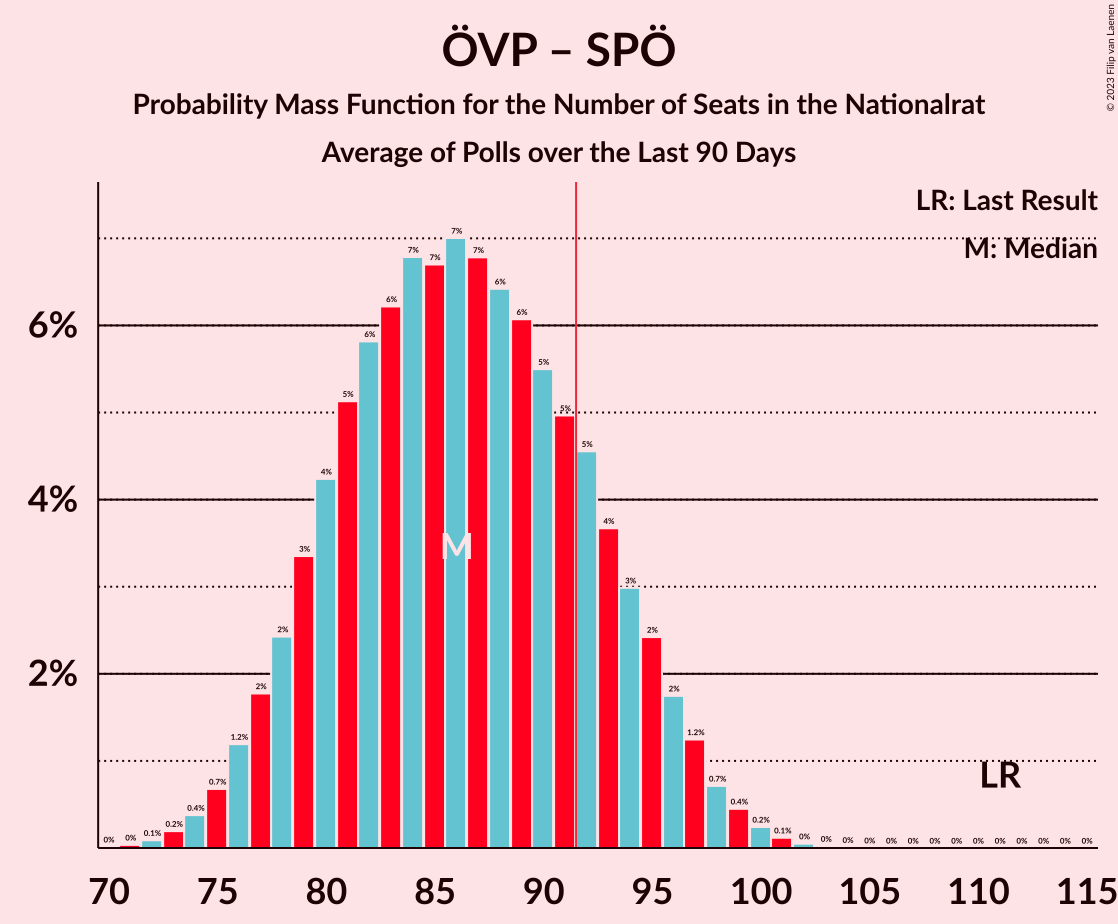 ÖVP – SPÖ
Probability Mass Function for the Number of Seats in the Nationalrat
Average of Polls over the Last 90 Days
© 2023 Filip van Laenen
LR: Last Result
M: Median
6%
4%
2%
0% 0% 0.1% 0.2% 0.4% 0.7% 1.2% 2% 2% 3% 4% 5% 6% 6% 7% 7% 7% 7% 6% 6% 5% 5% 5% 4% 3% 2% 2% 1.2% 0.7% 0.4% 0.2% 0.1% 0% 0% 0% 0% 0% 0% 0% 0% 0% 0% 0% 0% 0% 0%
M
LR
70 75 80 85 90 95 100 105 110 115